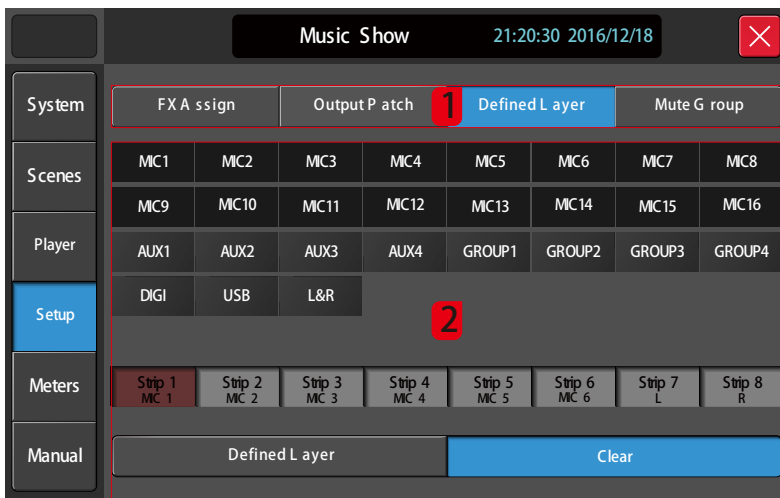 Music Show 21:20:30 2016/12/18
System
Scenes
Player
Setup
Meters
Manual
FX Assign Output Patch 1 Defined Layer Mute Group
MIC1 MIC2 MIC3 MIC4 MIC5 MIC6 MIC7 MIC8
MIC9 MIC10 MIC11 MIC12 MIC13 MIC14 MIC15 MIC16
AUX1 AUX2 AUX3 AUX4 GROUP1 GROUP2 GROUP3 GROUP4
DIGI USB L&R
2
Strip 1 Strip 2 Strip 3 Strip 4 Strip 5 Strip 6 Strip 7 Strip 8
MIC 1 MIC 2 MIC 3 MIC 4 MIC 5 MIC 6 L R
Defined Layer Clear